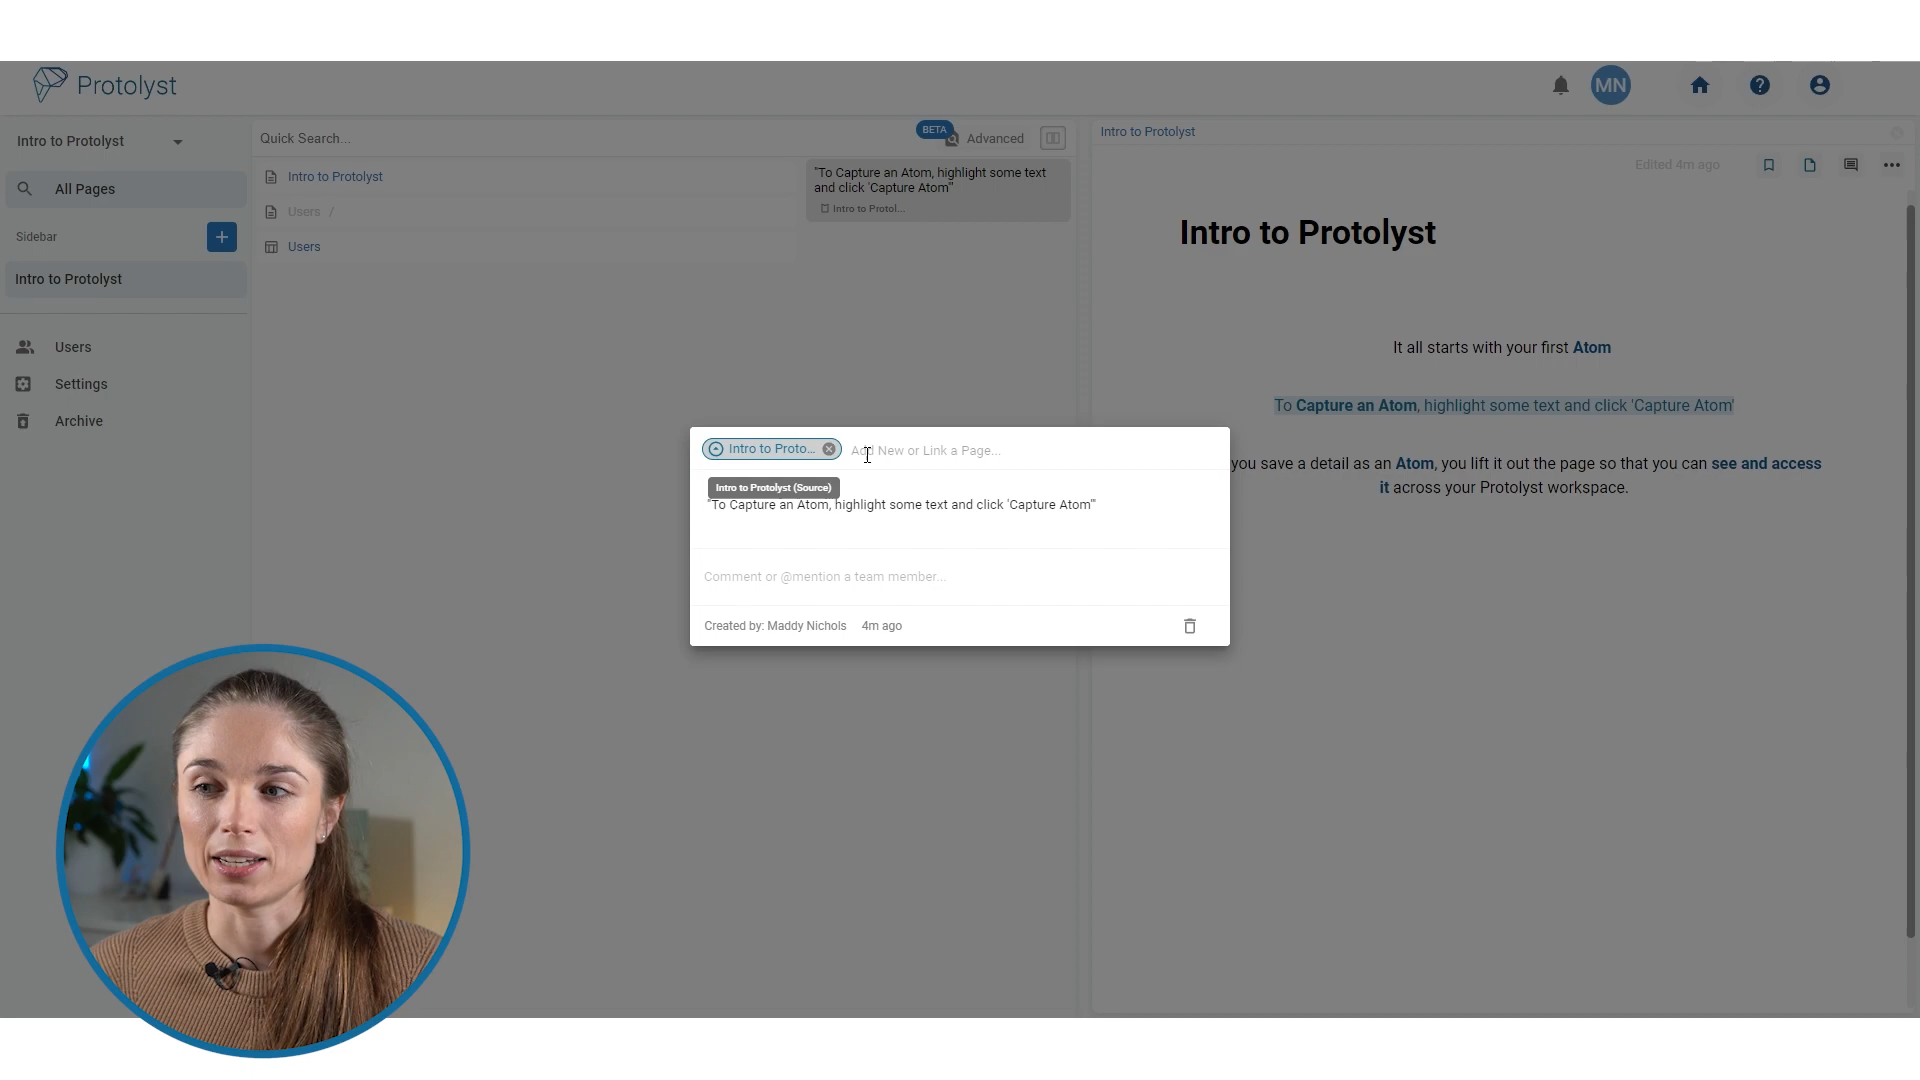 Protolyst
MN
Intro to Protolyst
All Pages
Sidebar
+
Intro to Protolyst
Users
Settings
Archive
Quick Search...
BETA
Advanced
Intro to Protolyst
Users /
Users
"To Capture an Atom, highlight some text
and click 'Capture Atom'"
Intro to Protol...
Intro to Protolyst
Edited 4m ago
Intro to Protolyst
It all starts with your first Atom
To Capture an Atom, highlight some text and click 'Capture Atom'
you save a detail as an Atom, you lift it out the page so that you can see and access
it across your Protolyst workspace.
Intro to Proto...
Add New or Link a Page...
Intro to Protolyst (Source)
"To Capture an Atom, highlight some text and click 'Capture Atom'"
Comment or @mention a team member...
Created by: Maddy Nichols 4m ago